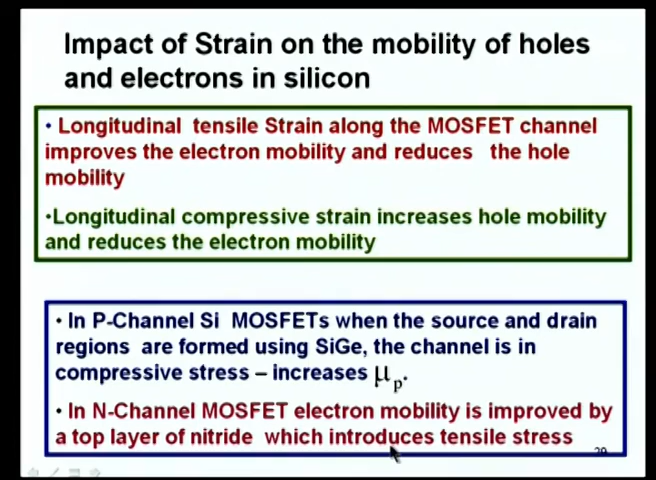 Impact of Strain on the mobility of holes
and electrons in silicon
• Longitudinal tensile Strain along the MOSFET channel
improves the electron mobility and reduces the hole
mobility
•Longitudinal compressive strain increases hole mobility
and reduces the electron mobility
• In P-Channel Si MOSFETs when the source and drain
regions are formed using SiGe, the channel is in
compressive stress – increases μp.
• In N-Channel MOSFET electron mobility is improved by
a top layer of nitride which introduces tensile stress
29